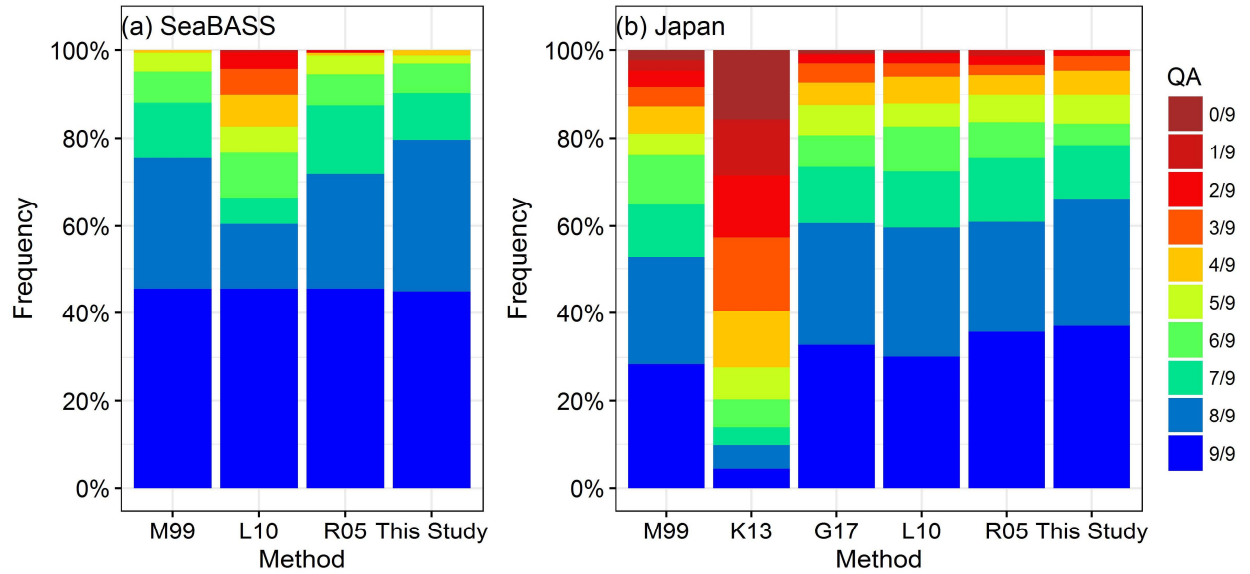 (a) SeaBASS
100%
80%
60%
40%
20%
0%
Frequency
M99 L10 R05 This Study
Method
(b) Japan
100%
80%
60%
40%
20%
0%
Frequency
M99 K13 G17 L10 R05 This Study
Method
QA
0/9
1/9
2/9
3/9
4/9
5/9
6/9
7/9
8/9
9/9